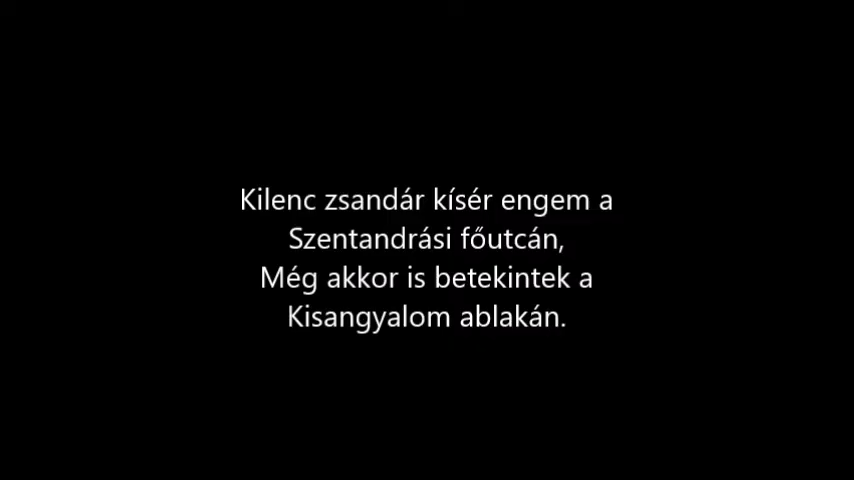 Kilenc zsandár kísér engem a
Szentandrási főutcán,
Még akkor is betekintek a
Kisangyalom ablakán.